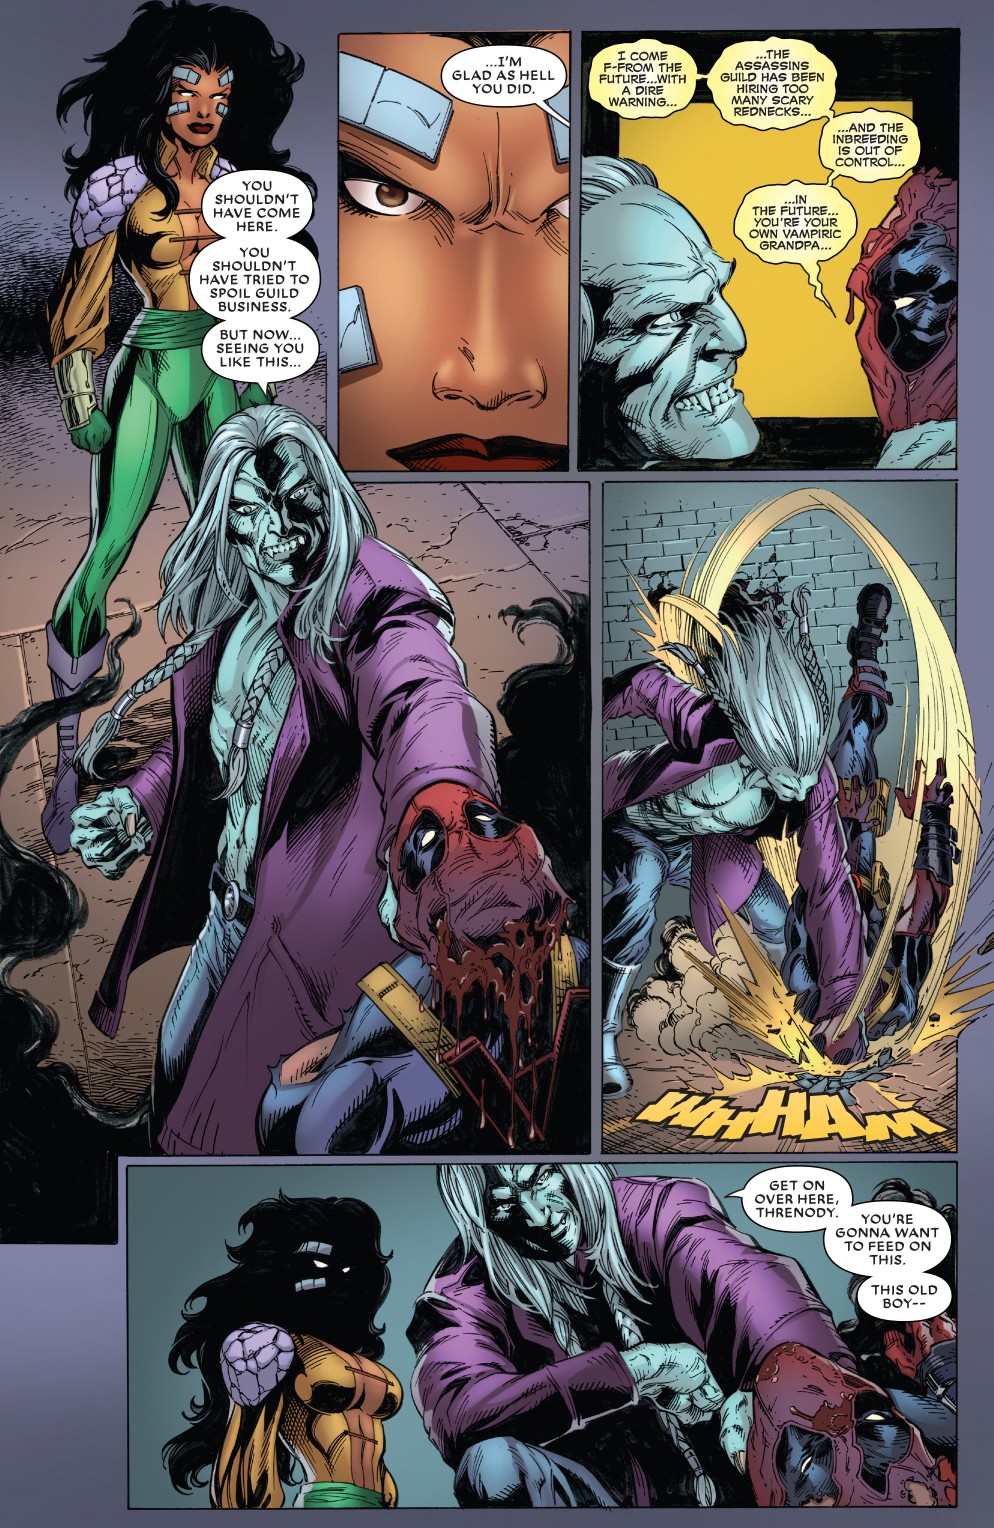 YOU
SHOULDN'T
HAVE COME
HERE.
YOU
SHOULDN'T
HAVE TRIED TO
SPOIL GUILD
BUSINESS.
BUT NOW...
SEEING YOU
LIKE THIS...
...I'M
GLAD AS HELL
YOU DID.
I COME
F-FROM THE
FUTURE...WITH
A DIRE
WARNING...
...THE
ASSASSINS
GUILD HAS BEEN
HIRING TOO
MANY SCARY
REDNECKS...
...AND THE
INBREEDING
IS OUT OF
CONTROL...
...IN
THE FUTURE...
YOU'RE YOUR
OWN VAMPIRIC
GRANDPA...
WHHAM
GET ON
OVER HERE,
THRENODY.
YOU'RE
GONNA WANT
TO FEED ON
THIS.
THIS OLD
BOY--